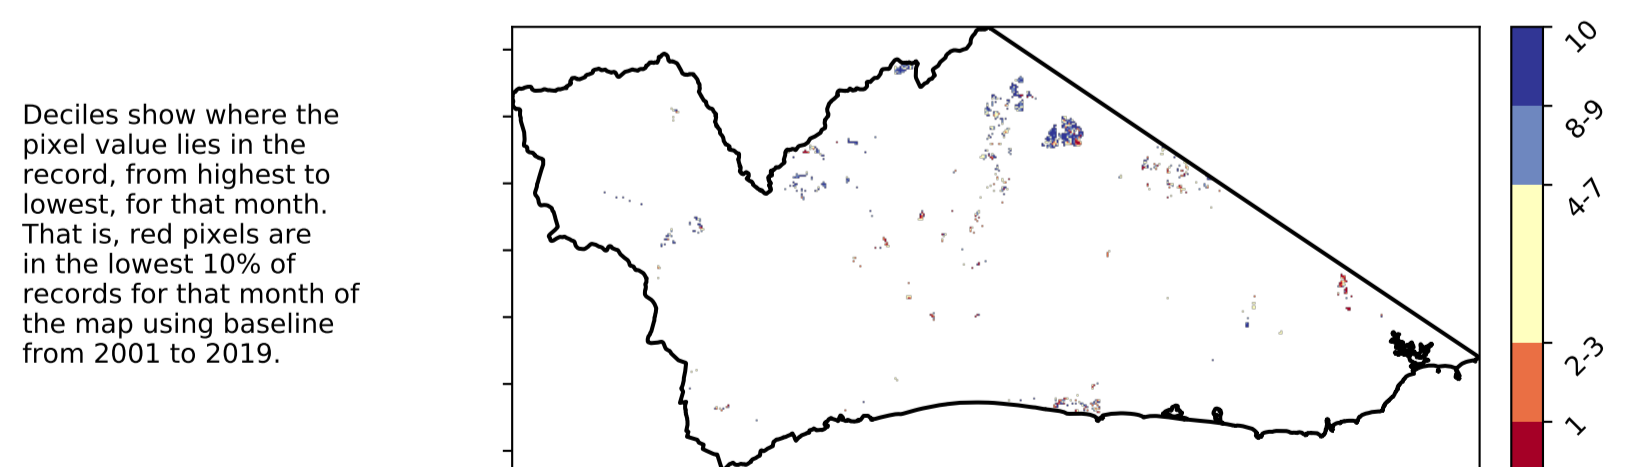 Deciles show where the
pixel value lies in the
record, from highest to
lowest, for that month.
That is, red pixels are
in the lowest 10% of
records for that month of
the map using baseline
from 2001 to 2019.
10
8-9
4-7
2-3
1